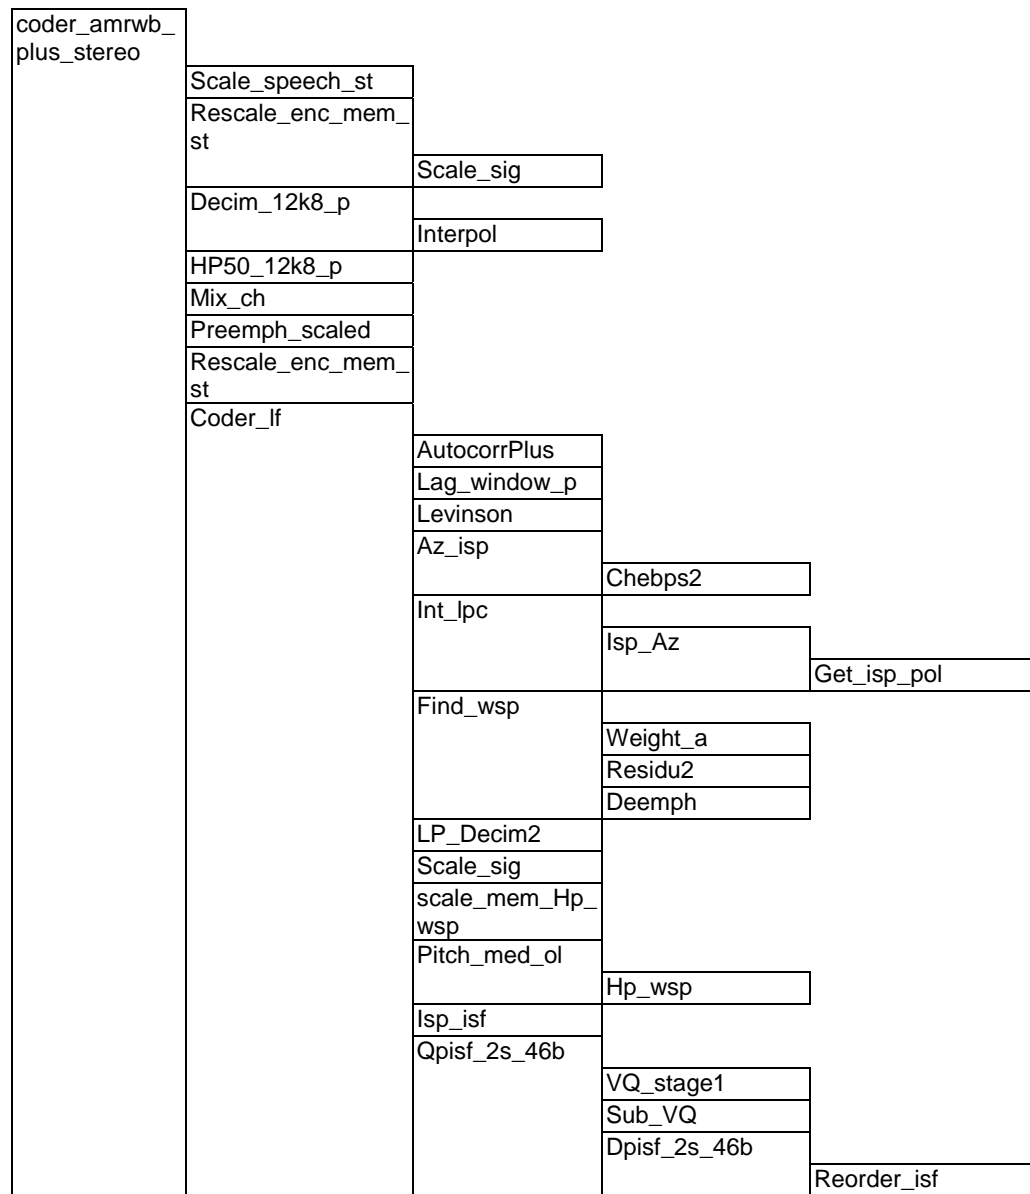 coder_amrwb_
plus_stereo
Scale_speech_st
Rescale_enc_mem_
st
Scale_sig
Decim_12k8_p
Interpol
HP50_12k8_p
Mix_ch
Preemph_scaled
Rescale_enc_mem_
st
Coder_lf
AutocorrPlus
Lag_window_p
Levinson
Az_isp
Chebps2
Int_lpc
Isp_Az
Get_isp_pol
Find_wsp
Weight_a
Residu2
Deemph
LP_Decim2
Scale_sig
scale_mem_Hp_
wsp
Pitch_med_ol
Hp_wsp
Isp_isf
Qpisf_2s_46b
VQ_stage1
Sub_VQ
Dpisf_2s_46b
Reorder_isf